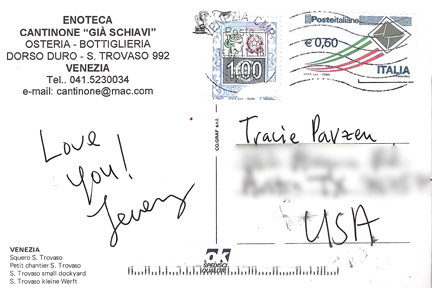 ENOTECA
CANTINONE “GIÀ SCHIAVI”
OSTERIA - BOTTIGLIERIA
DORSO DURO - S. TROVASO 992
VENEZIA
Tel.. 041.5230034
e-mail: cantinone@mac.com
1,00
Posteitaliane
€ 0,60
ITALIA
Love
you!
Tracie Parzen
TX
USA
VENEZIA
Squero S. Trovaso
Petit chantier S. Trovaso
S. Trovaso small dockyard
S. Trovaso kleine Werft